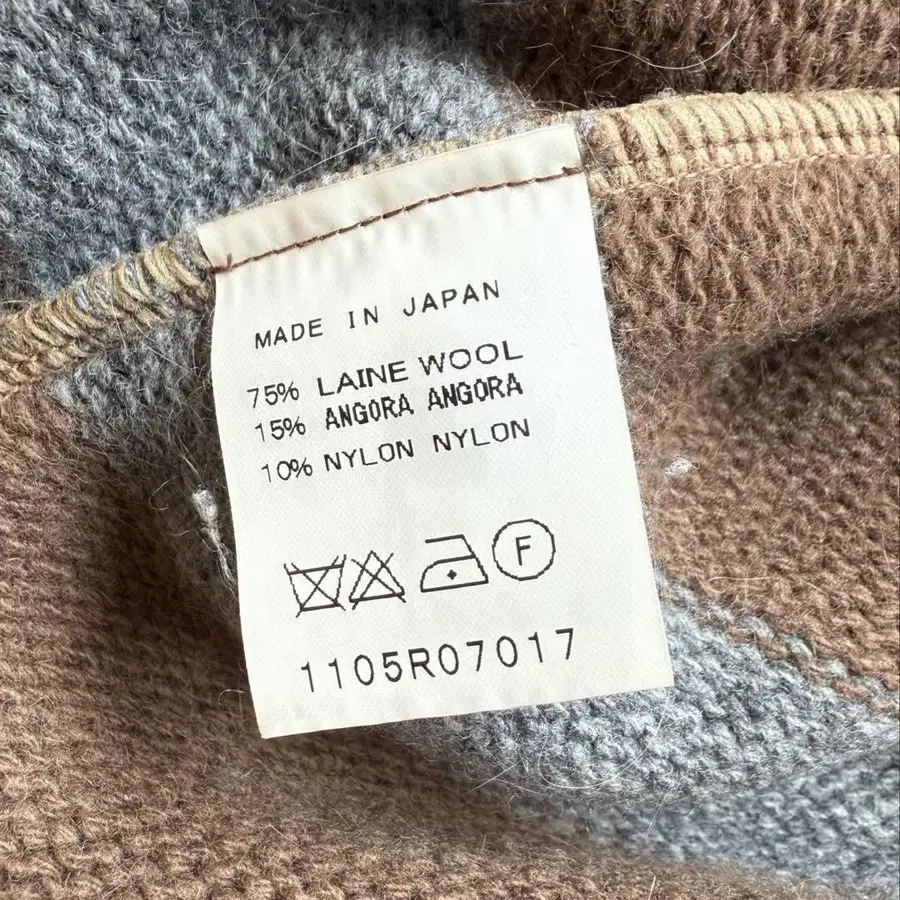 MADE IN JAPAN
75% LAINE WOOL
15% ANGORA ANGORA
10% NYLON NYLON
F
1105R07017